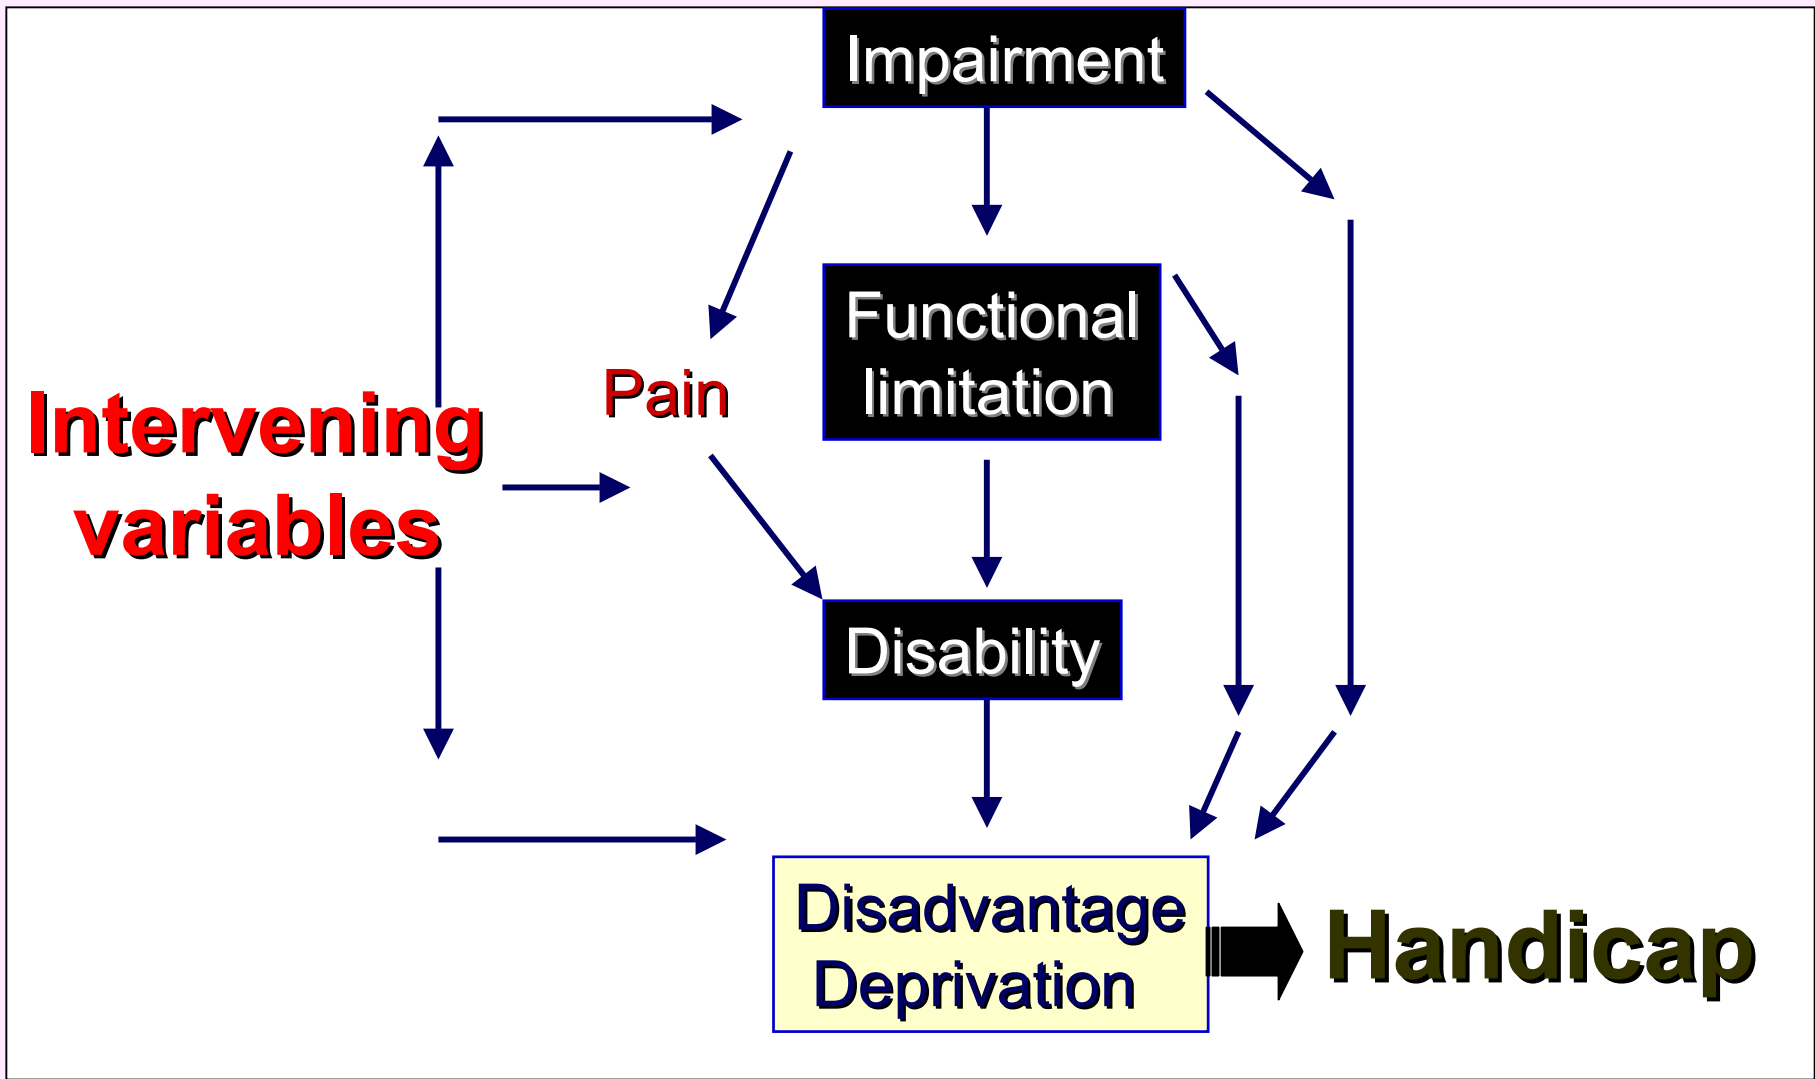 Impairment
Functional
limitation
Pain
Intervening
variables
Disability
Disadvantage
Deprivation
Handicap